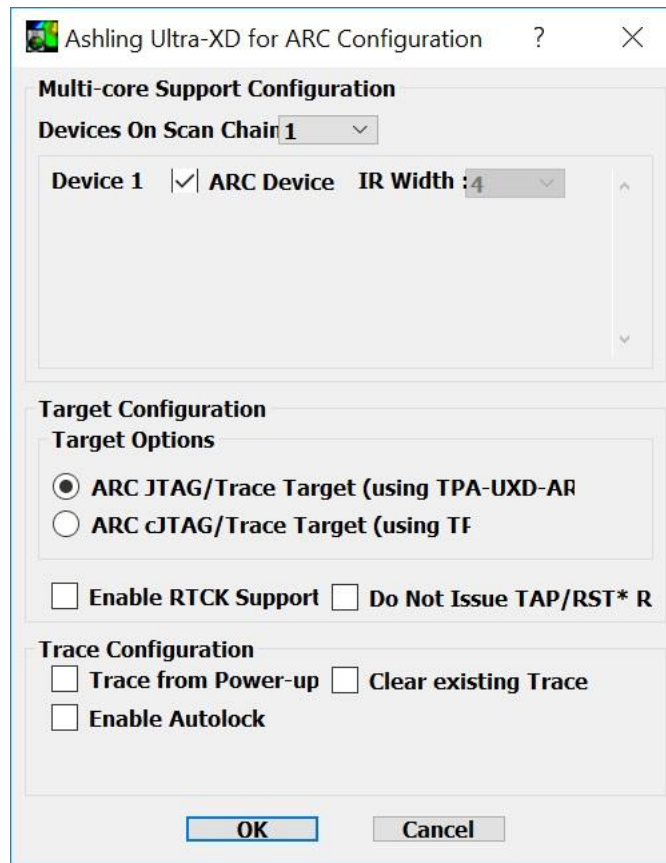 Ashling Ultra-XD for ARC Configuration ?
Multi-core Support Configuration
Devices On Scan Chain 1
Device 1 ARC Device IR Width : 4
Target Configuration
Target Options
ARC JTAG/Trace Target (using TPA-UXD-AR
ARC cJTAG/Trace Target (using TF
Enable RTCK Support Do Not Issue TAP/RST* R
Trace Configuration
Trace from Power-up Clear existing Trace
Enable Autolock
OK Cancel